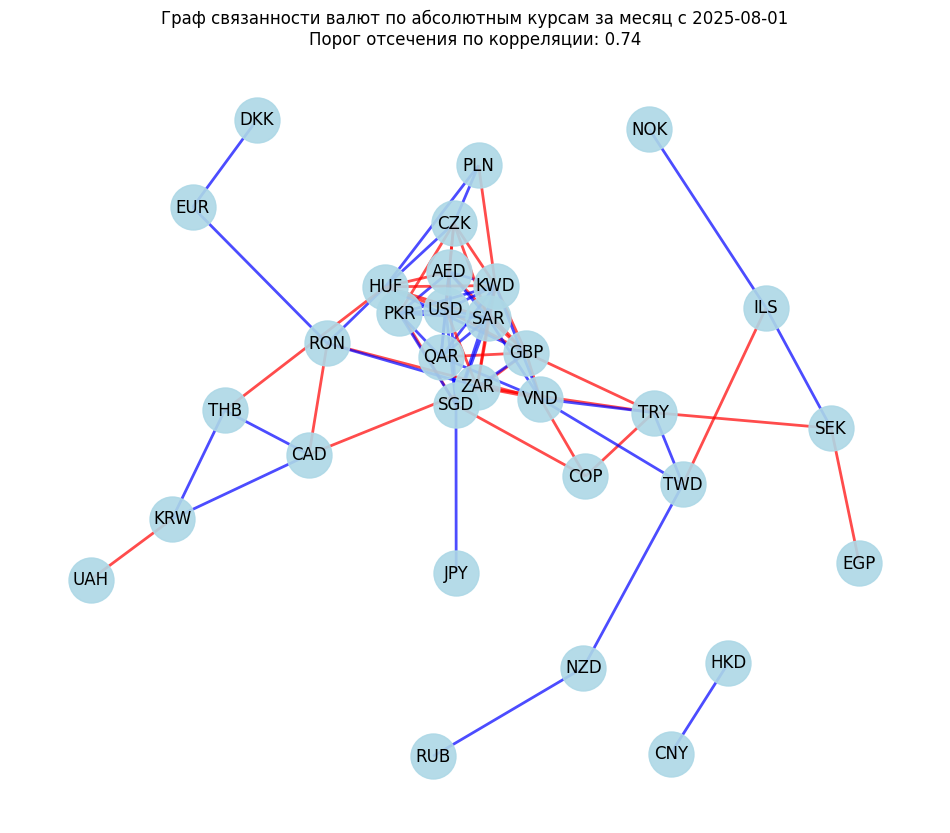 Граф связанности валют по абсолютным курсам за месяц с 2025-08-01
Порог отсечения по корреляции: 0.74
DKK
NOK
PLN
EUR
CZK
AED
HUF
KWD
ILS
USD
PKR
SAR
RON
GBP
QAR
ZAR
VND
SGD
THB
TRY
SEK
CAD
COP
TWD
KRW
EGP
JPY
UAH
HKD
NZD
CNY
RUB